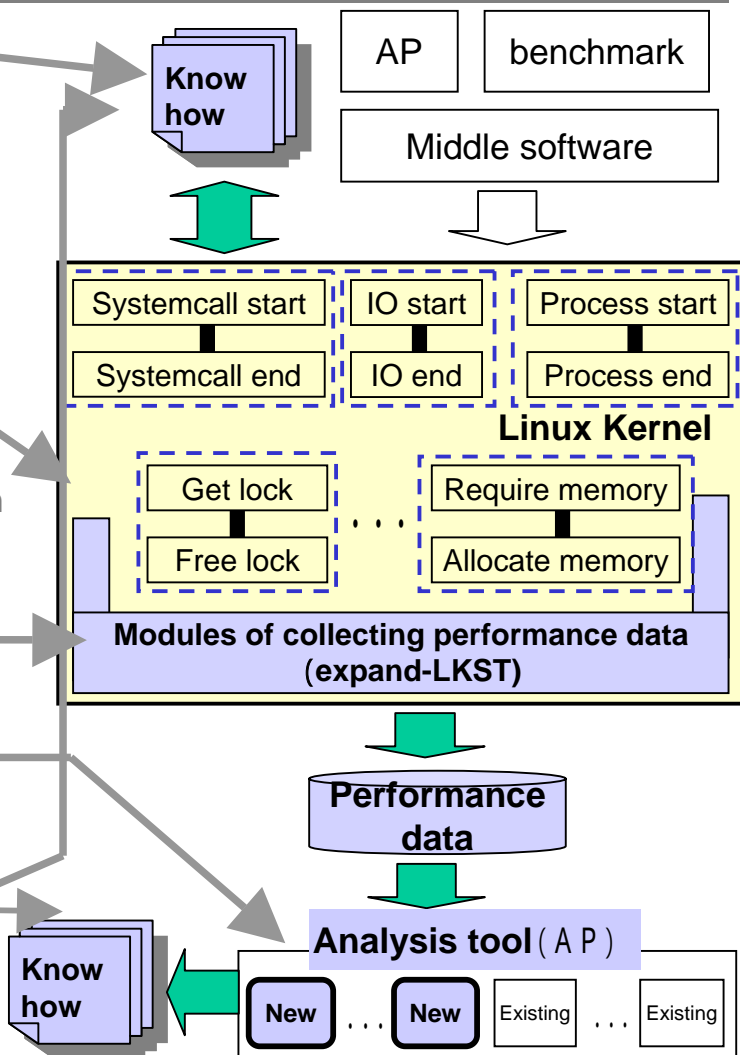 Know
how
AP
benchmark
Middle software
Systemcall start
IO start
Process start
Systemcall end
IO end
Process end
Linux Kernel
Get lock
Require memory
. . .
Free lock
Allocate memory
Modules of collecting performance data
(expand-LKST)
Performance
data
Analysis tool(AP)
Know
how
New
. . .
New
Existing
. . .
Existing